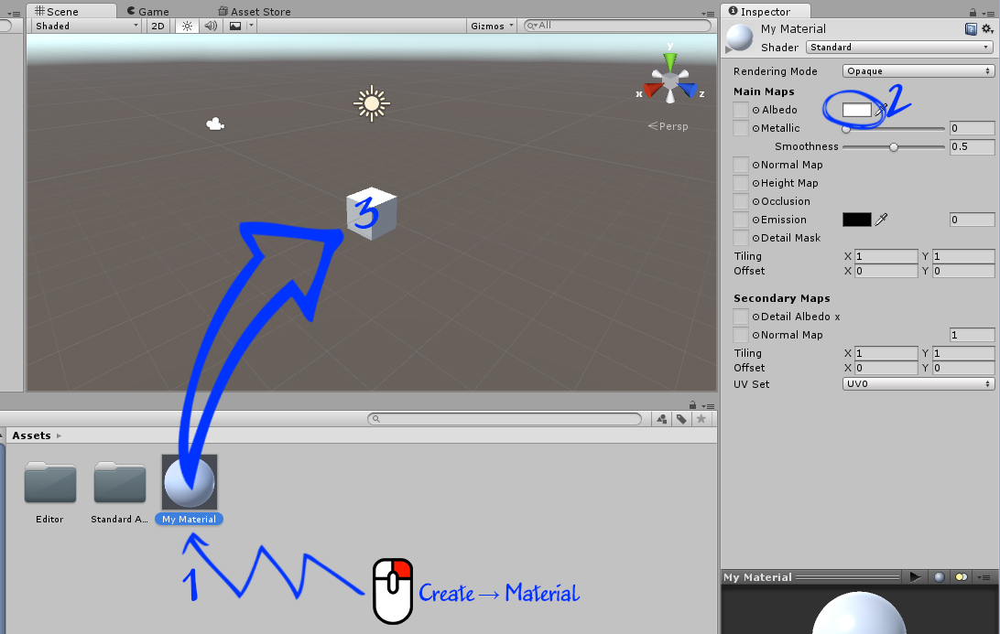 Scene
Game
Asset Store
Inspector
Shaded
2D
Gizmos
All
My Material
Shader
Standard
y
x
z
Persp
Rendering Mode
Opaque
Main Maps
2
Albedo
Metallic
0
Smoothness
0.5
Normal Map
Height Map
Occlusion
Emission
0
Detail Mask
Tiling X 1 Y 1
Offset X 0 Y 0
Secondary Maps
Detail Albedo x
Normal Map 1
Tiling X 1 Y 1
Offset X 0 Y 0
UV Set UV0
3
Assets
Editor
Standard A...
My Material
1
Create → Material
My Material